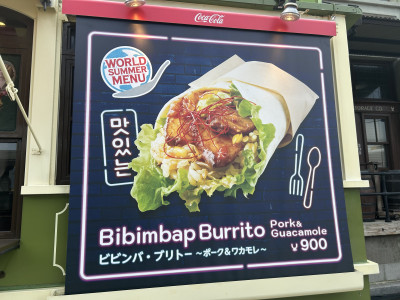 Coca-Cola
WORLD
SUMMER
MENU
맛있는
Bibimbap Burrito
Pork&
Guacamole
¥900
ビビンバ・ブリトー ～ポーク&ワカモレ～